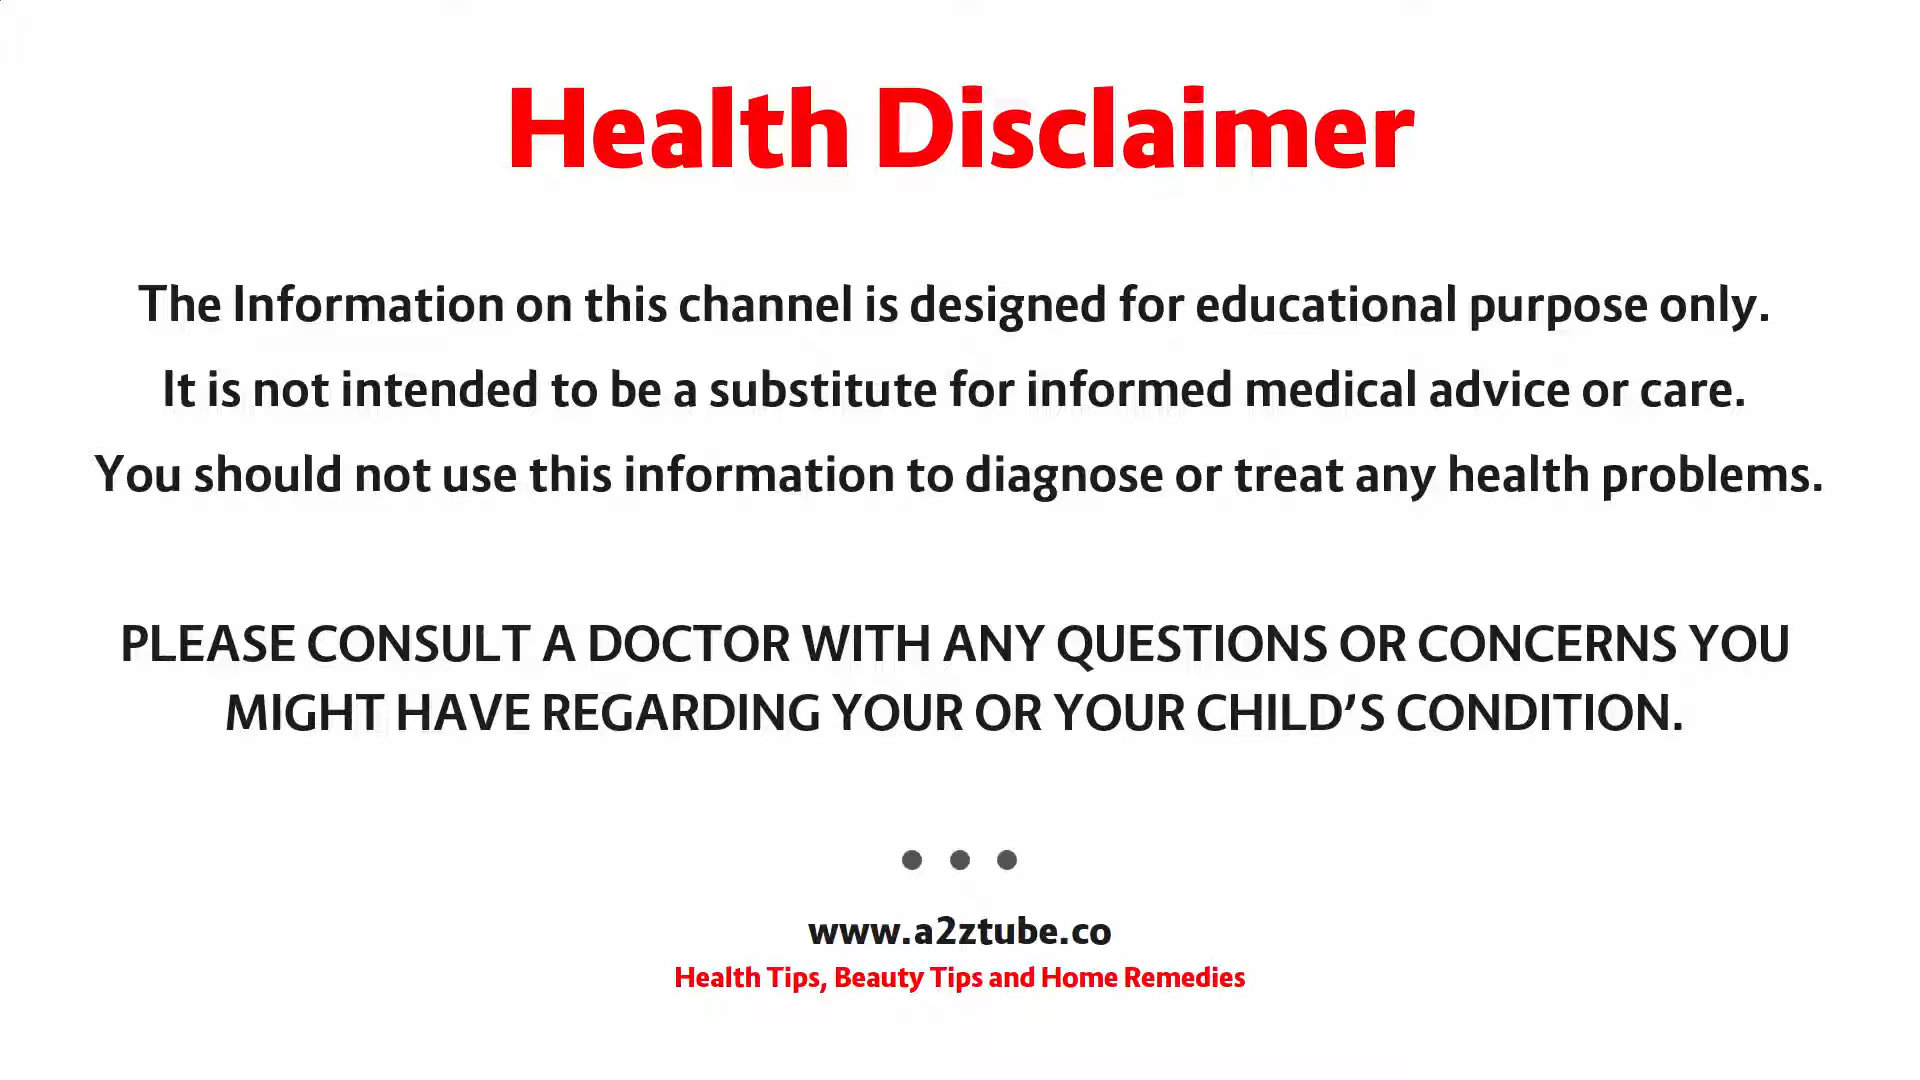 Health Disclaimer
The Information on this channel is designed for educational purpose only.
It is not intended to be a substitute for informed medical advice or care.
You should not use this information to diagnose or treat any health problems.
PLEASE CONSULT A DOCTOR WITH ANY QUESTIONS OR CONCERNS YOU
MIGHT HAVE REGARDING YOUR OR YOUR CHILD’S CONDITION.
www.a2ztube.co
Health Tips, Beauty Tips and Home Remedies